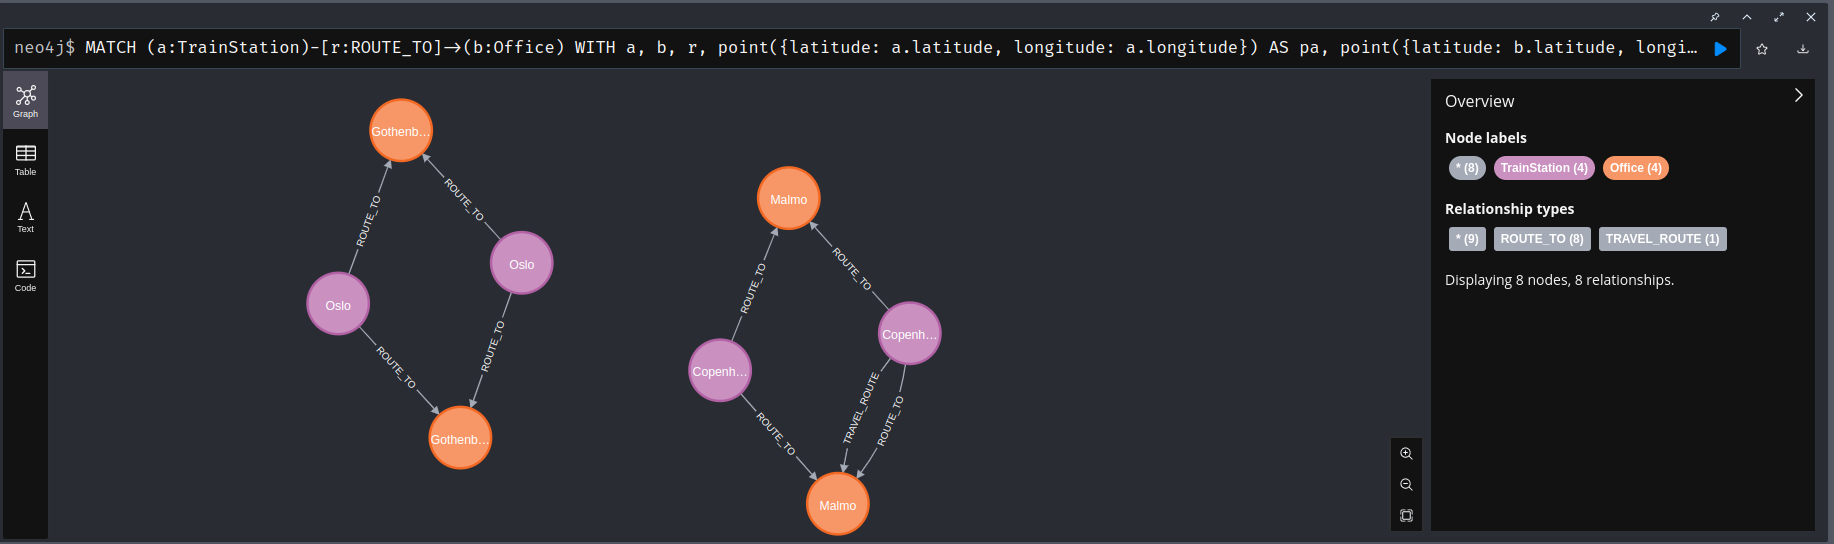 neo4j$ MATCH (a:TrainStation)-[r:ROUTE_TO]→(b:Office) WITH a, b, r, point({latitude: a.latitude, longitude: a.longitude}) AS pa, point({latitude: b.latitude, longi…
Graph
Table
Text
Code
Gothenb…
ROUTE_TO
ROUTE_TO
Oslo
Oslo
ROUTE_TO
ROUTE_TO
Gothenb…
Malmo
ROUTE_TO
ROUTE_TO
Copenh…
Copenh…
ROUTE_TO
TRAVEL_ROUTE
ROUTE_TO
Malmo
Overview
Node labels
* (8) TrainStation (4) Office (4)
Relationship types
* (9) ROUTE_TO (8) TRAVEL_ROUTE (1)
Displaying 8 nodes, 8 relationships.